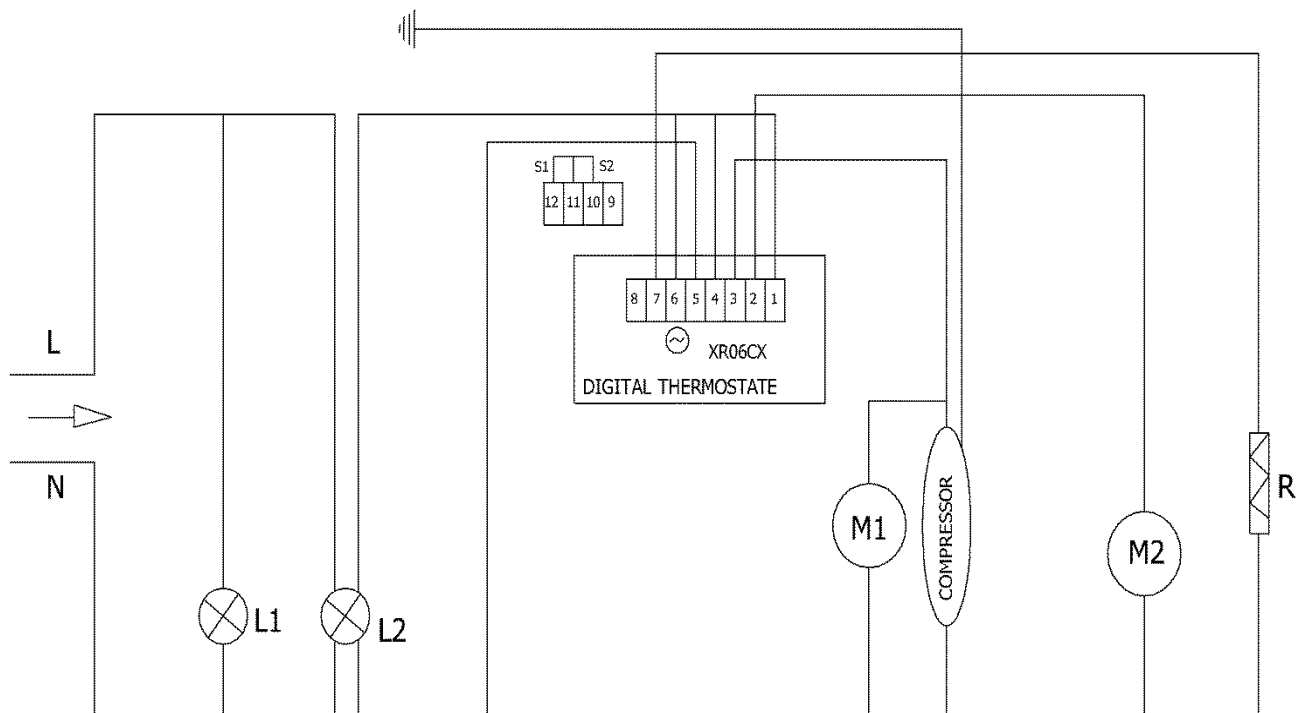 S1 S2
12 11 10 9
8 7 6 5 4 3 2 1
L
XR06CX
DIGITAL THERMOSTATE
N
R
M1
COMPRESSOR
M2
L1
L2